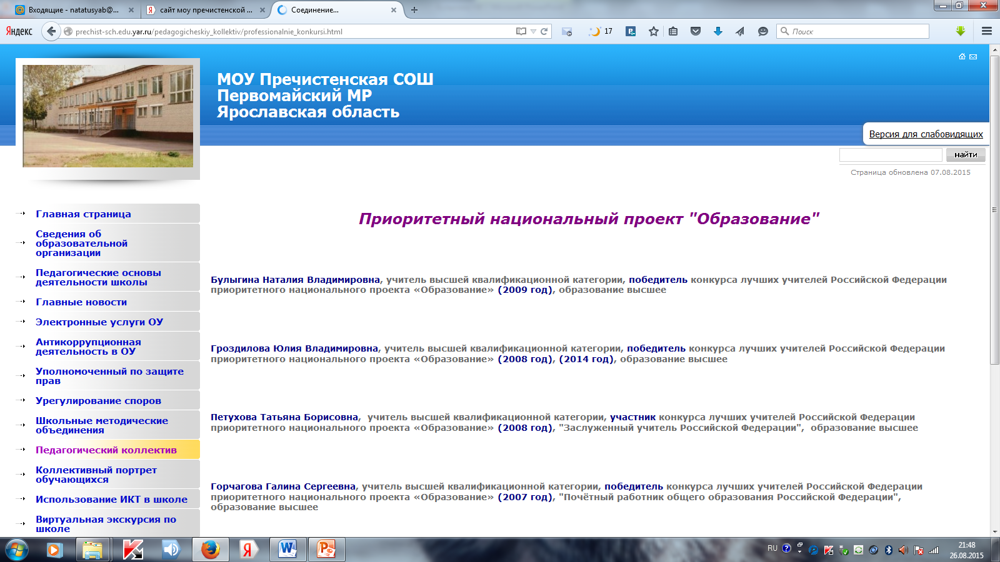 Входящие - natatusyab@...
сайт моу пречистенской ...
Соединение...
Яндекс
prechist-sch.edu.yar.ru/pedagogicheskiy_kollektiv/professionalnie_konkursi.html
17
Поиск
МОУ Пречистенская СОШ
Первомайский МР
Ярославская область
Версия для слабовидящих
найти
Страница обновлена 07.08.2015
Главная страница
Сведения об
образовательной
организации
Педагогические основы
деятельности школы
Главные новости
Электронные услуги ОУ
Антикоррупционная
деятельность в ОУ
Уполномоченный по защите
прав
Урегулирование споров
Школьные методические
объединения
Педагогический коллектив
Коллективный портрет
обучающихся
Использование ИКТ в школе
Виртуальная экскурсия по
школе
Приоритетный национальный проект "Образование"
Булыгина Наталия Владимировна, учитель высшей квалификационной категории, победитель конкурса лучших учителей Российской Федерации
приоритетного национального проекта «Образование» (2009 год), образование высшее
Гроздилова Юлия Владимировна, учитель высшей квалификационной категории, победитель конкурса лучших учителей Российской Федерации
приоритетного национального проекта «Образование» (2008 год), (2014 год), образование высшее
Петухова Татьяна Борисовна, учитель высшей квалификационной категории, участник конкурса лучших учителей Российской Федерации
приоритетного национального проекта «Образование» (2008 год), "Заслуженный учитель Российской Федерации", образование высшее
Горчагова Галина Сергеевна, учитель высшей квалификационной категории, победитель конкурса лучших учителей Российской Федерации
приоритетного национального проекта «Образование» (2007 год), "Почётный работник общего образования Российской Федерации",
образование высшее
RU
21:48
26.08.2015